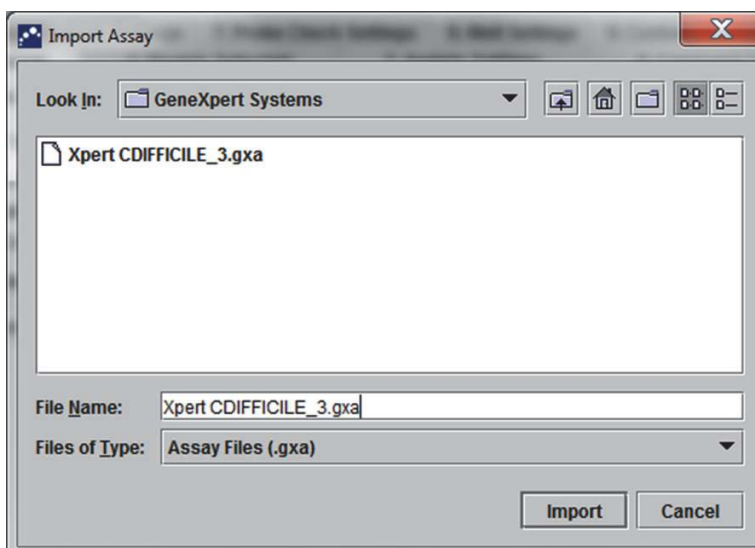 Import Assay
Look In: GeneXpert Systems
Xpert CDIFFICILE_3.gxa
File Name: Xpert CDIFFICILE_3.gxa
Files of Type: Assay Files (.gxa)
Import Cancel